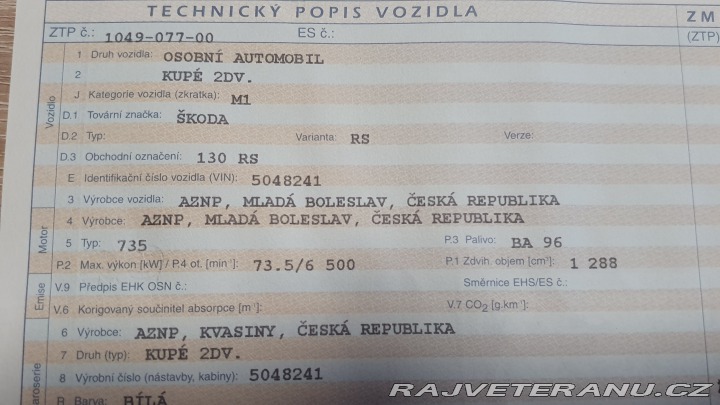 TECHNICKÝ POPIS VOZIDLA
ZM
ZTP č.: 1049-077-00 ES č.: (ZTP)
Vozidlo
1 Druh vozidla: OSOBNÍ AUTOMOBIL
2 KUPÉ 2DV.
J Kategorie vozidla (zkratka): M1
D.1 Tovární značka: ŠKODA
D.2 Typ: Varianta: RS Verze:
D.3 Obchodní označení: 130 RS
E Identifikační číslo vozidla (VIN): 5048241
3 Výrobce vozidla: AZNP, MLADÁ BOLESLAV, ČESKÁ REPUBLIKA
Motor
4 Výrobce: AZNP, MLADÁ BOLESLAV, ČESKÁ REPUBLIKA
5 Typ: 735 P.3 Palivo: BA 96
P.2 Max. výkon [kW] / P.4 ot. [min⁻¹]: 73.5/6 500 P.1 Zdvih. objem [cm³]: 1 288
Emise
V.9 Předpis EHK OSN č.: Směrnice EHS/ES č.:
V.6 Korigovaný součinitel absorpce [m⁻¹]: V.7 CO₂ [g.km⁻¹]:
6 Výrobce: AZNP, KVASINY, ČESKÁ REPUBLIKA
7 Druh (typ): KUPÉ 2DV.
8 Výrobní číslo (nástavby, kabiny): 5048241
aroserie
R Barva: BÍLÁ
RAJVETERANU.CZ